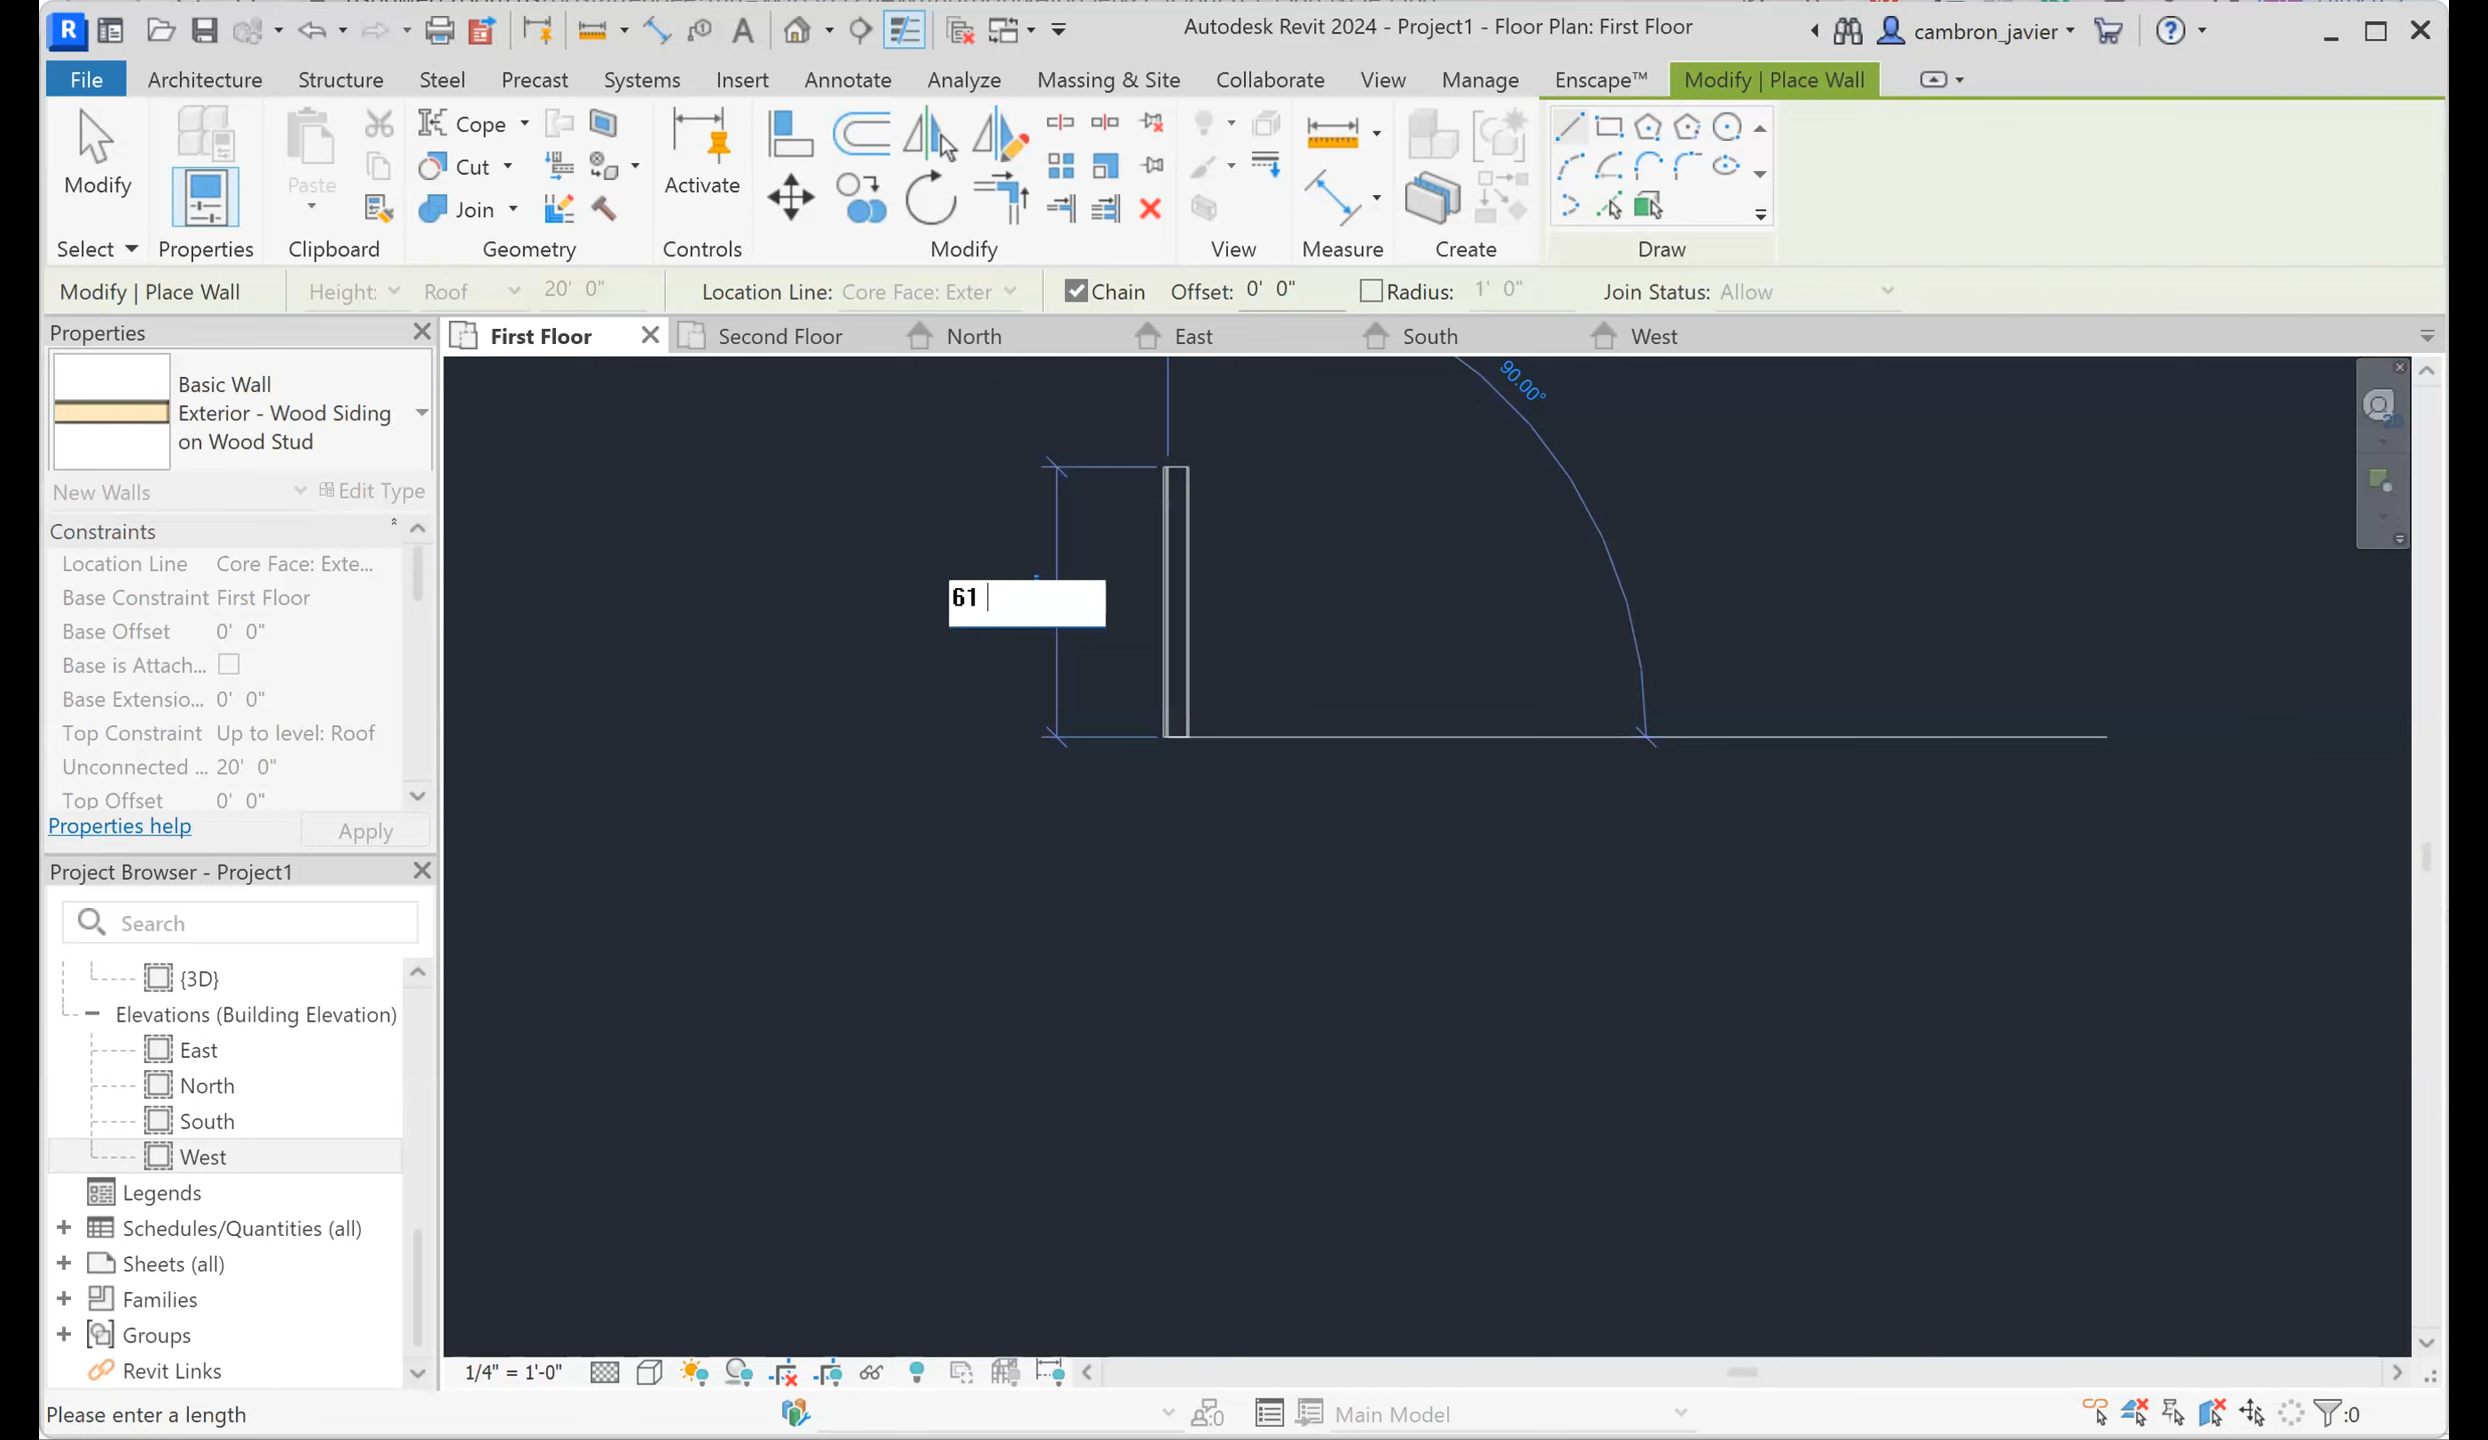 Autodesk Revit 2024 - Project1 - Floor Plan: First Floor
cambron_javier
File Architecture Structure Steel Precast Systems Insert Annotate Analyze Massing & Site Collaborate View Manage Enscape™ Modify | Place Wall
Modify
Paste
Cope
Cut
Join
Activate
Select Properties Clipboard Geometry Controls Modify View Measure Create Draw
Modify | Place Wall Height: Roof 20' 0" Location Line: Core Face: Exter Chain Offset: 0' 0" Radius: 1' 0" Join Status: Allow
Properties
First Floor Second Floor North East South West
Basic Wall
Exterior - Wood Siding
on Wood Stud
New Walls Edit Type
Constraints
Location Line Core Face: Exte...
Base Constraint First Floor
Base Offset 0' 0"
Base is Attach...
Base Extensio... 0' 0"
Top Constraint Up to level: Roof
Unconnected ... 20' 0"
Top Offset 0' 0"
Properties help Apply
90.00°
61
Project Browser - Project1
Search
{3D}
Elevations (Building Elevation)
East
North
South
West
Legends
Schedules/Quantities (all)
Sheets (all)
Families
Groups
Revit Links
1/4" = 1'-0"
Please enter a length
:0
Main Model
:0